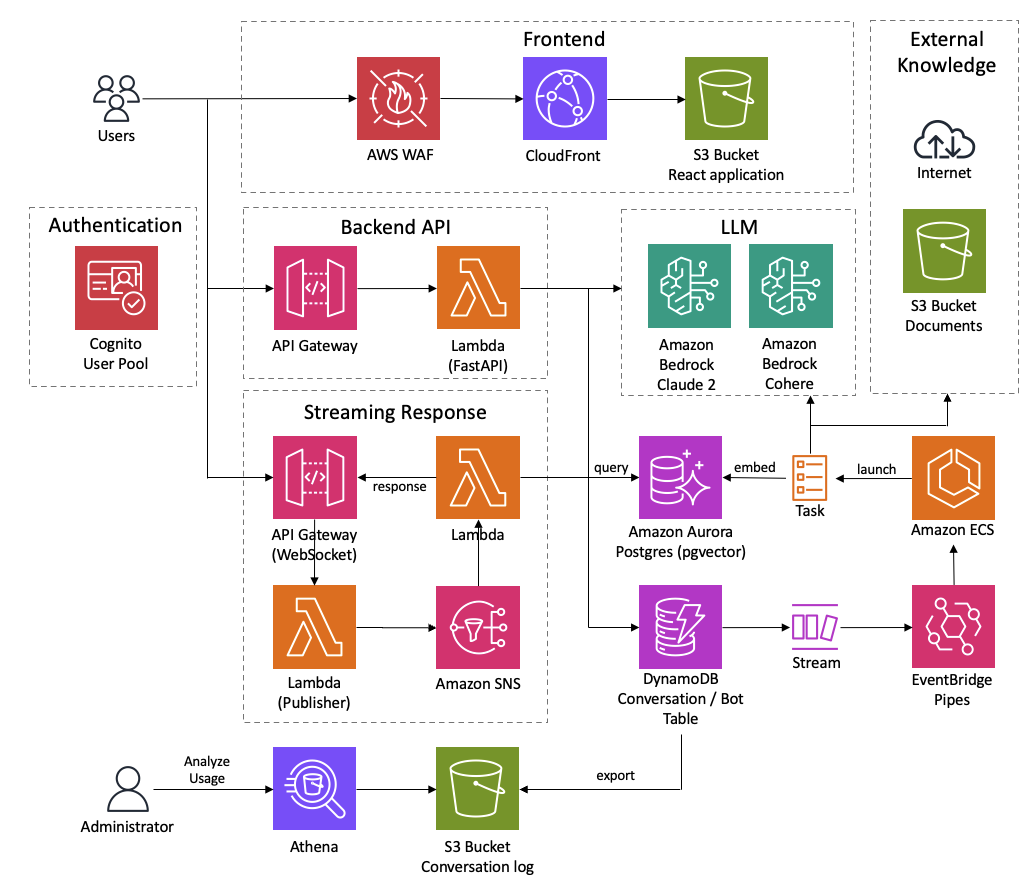 Frontend
External
Knowledge
Users
AWS WAF
CloudFront
S3 Bucket
React application
Internet
S3 Bucket
Documents
Authentication
Cognito
User Pool
Backend API
API Gateway
Lambda
(FastAPI)
LLM
Amazon
Bedrock
Claude 2
Amazon
Bedrock
Cohere
Streaming Response
API Gateway
(WebSocket)
response
Lambda
Lambda
(Publisher)
Amazon SNS
query
Amazon Aurora
Postgres (pgvector)
embed
Task
launch
Amazon ECS
DynamoDB
Conversation / Bot
Table
Stream
EventBridge
Pipes
Administrator
Analyze
Usage
Athena
S3 Bucket
Conversation log
export